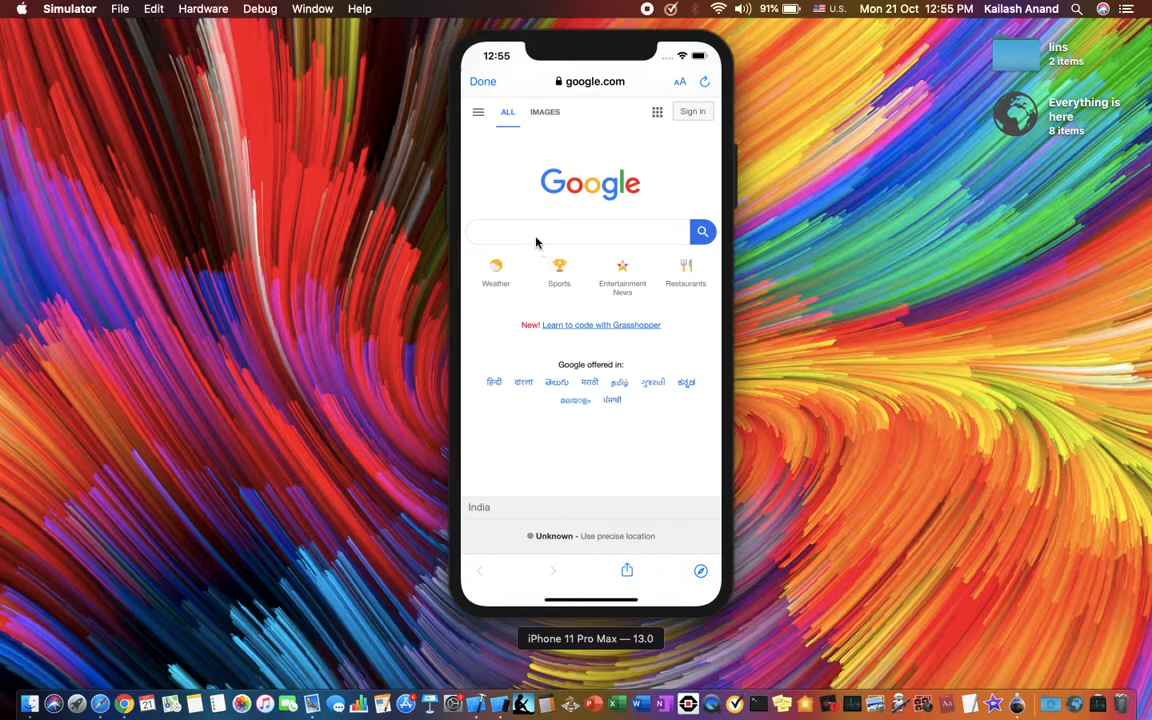 Simulator File Edit Hardware Debug Window Help 91% U.S. Mon 21 Oct 12:55 PM Kailash Anand
lins
2 items
Everything is
here
8 items
12:55
Done google.com AA
ALL IMAGES Sign in
Google
Weather Sports Entertainment News Restaurants
New! Learn to code with Grasshopper
Google offered in:
हिन्दी বাংলা తెలుగు मराठी தமிழ் ગુજરાતી ಕನ್ನಡ
മലയാളം ਪੰਜਾਬੀ
India
Unknown - Use precise location
iPhone 11 Pro Max — 13.0